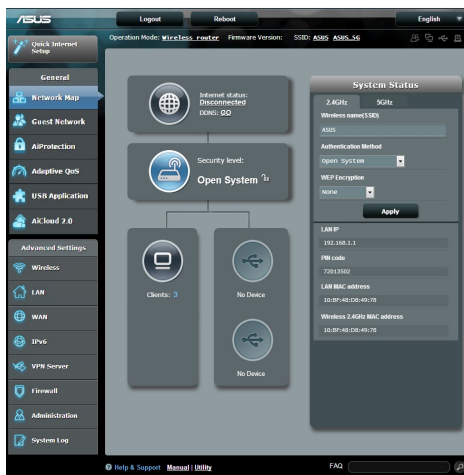 ASUS
Logout
Reboot
English
Quick Internet Setup
Operation Mode: Wireless router Firmware Version: SSID: ASUS ASUS_5G
General
Network Map
Guest Network
AiProtection
Adaptive QoS
USB Application
AiCloud 2.0
Advanced Settings
Wireless
LAN
WAN
IPv6
VPN Server
Firewall
Administration
System Log
Internet status:
Disconnected
DDNS: GO
Security level:
Open System
Clients: 3
No Device
No Device
System Status
2.4GHz
5GHz
Wireless name(SSID)
ASUS
Authentication Method
Open System
WEP Encryption
None
Apply
LAN IP
192.168.1.1
PIN code
72013502
LAN MAC address
10:BF:48:D8:49:78
Wireless 2.4GHz MAC address
10:BF:48:D8:49:78
Help & Support Manual | Utility
FAQ